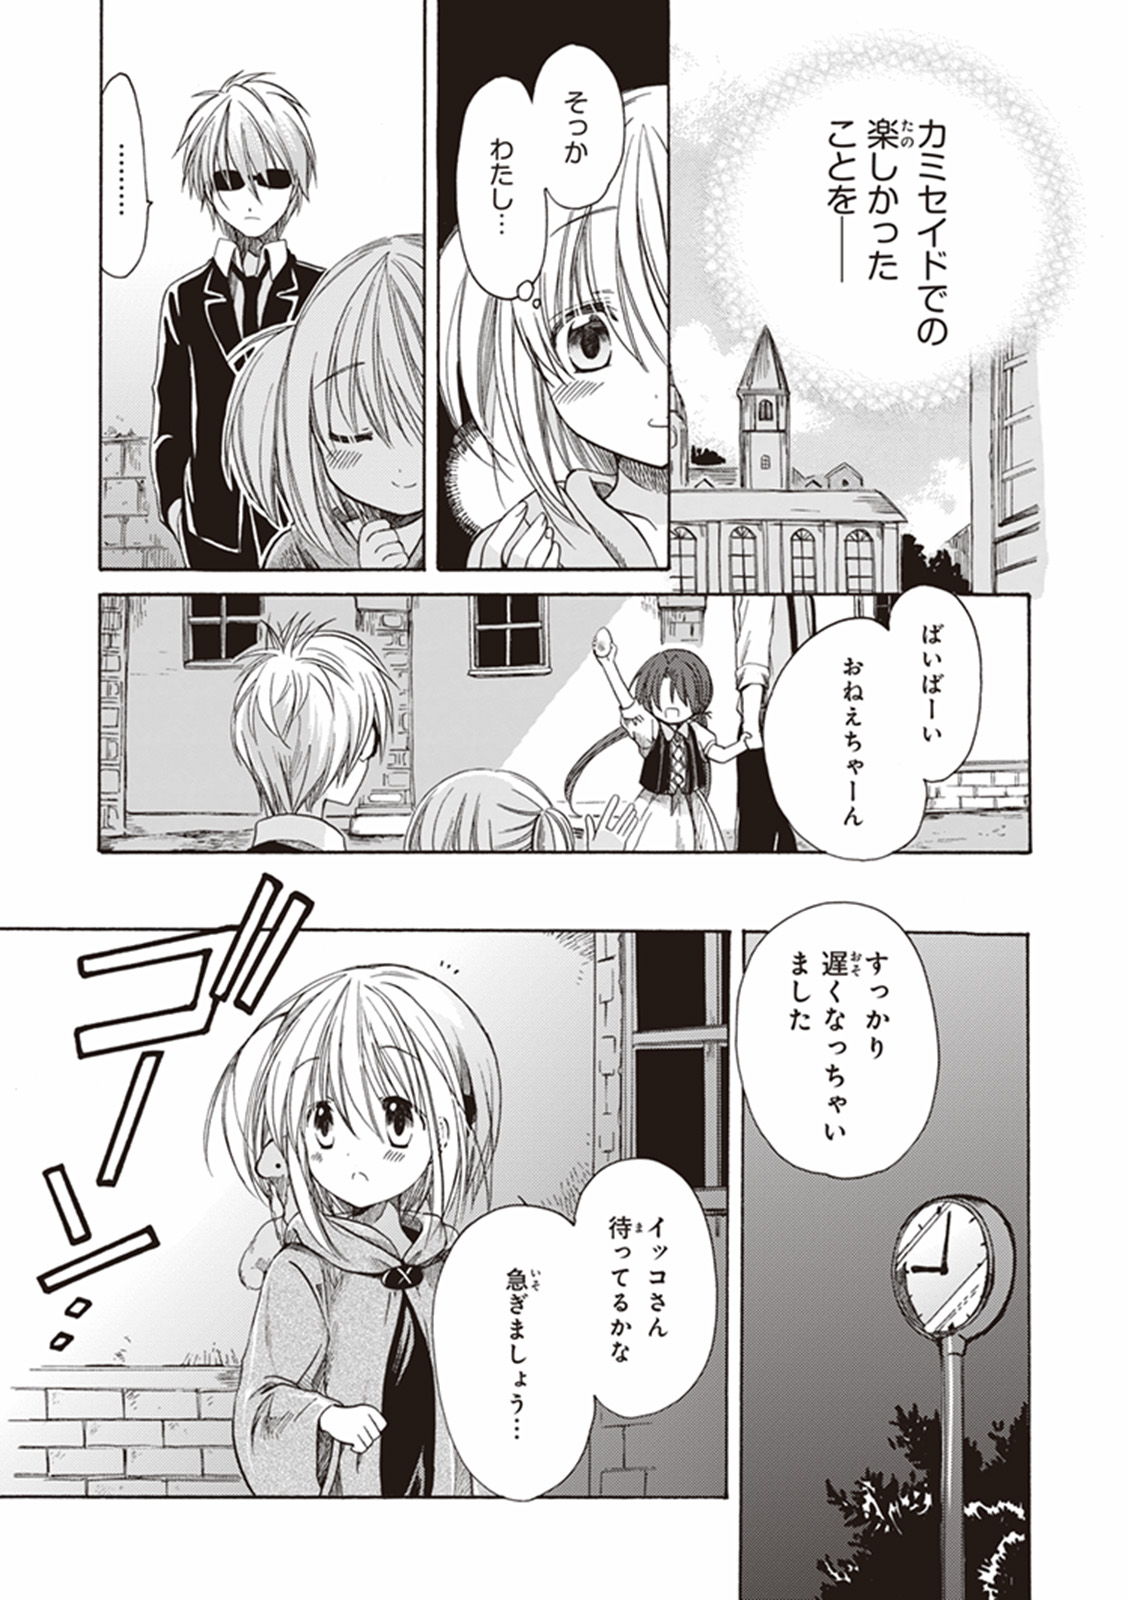 カミセイドでの
楽しかった
ことを──
そっか
わたし…
………
ばいばーい
おねえちゃーん
すっかり
遅くなっちゃい
ました
イッコさん
待ってるかな
急ぎましょう…
ゴーン